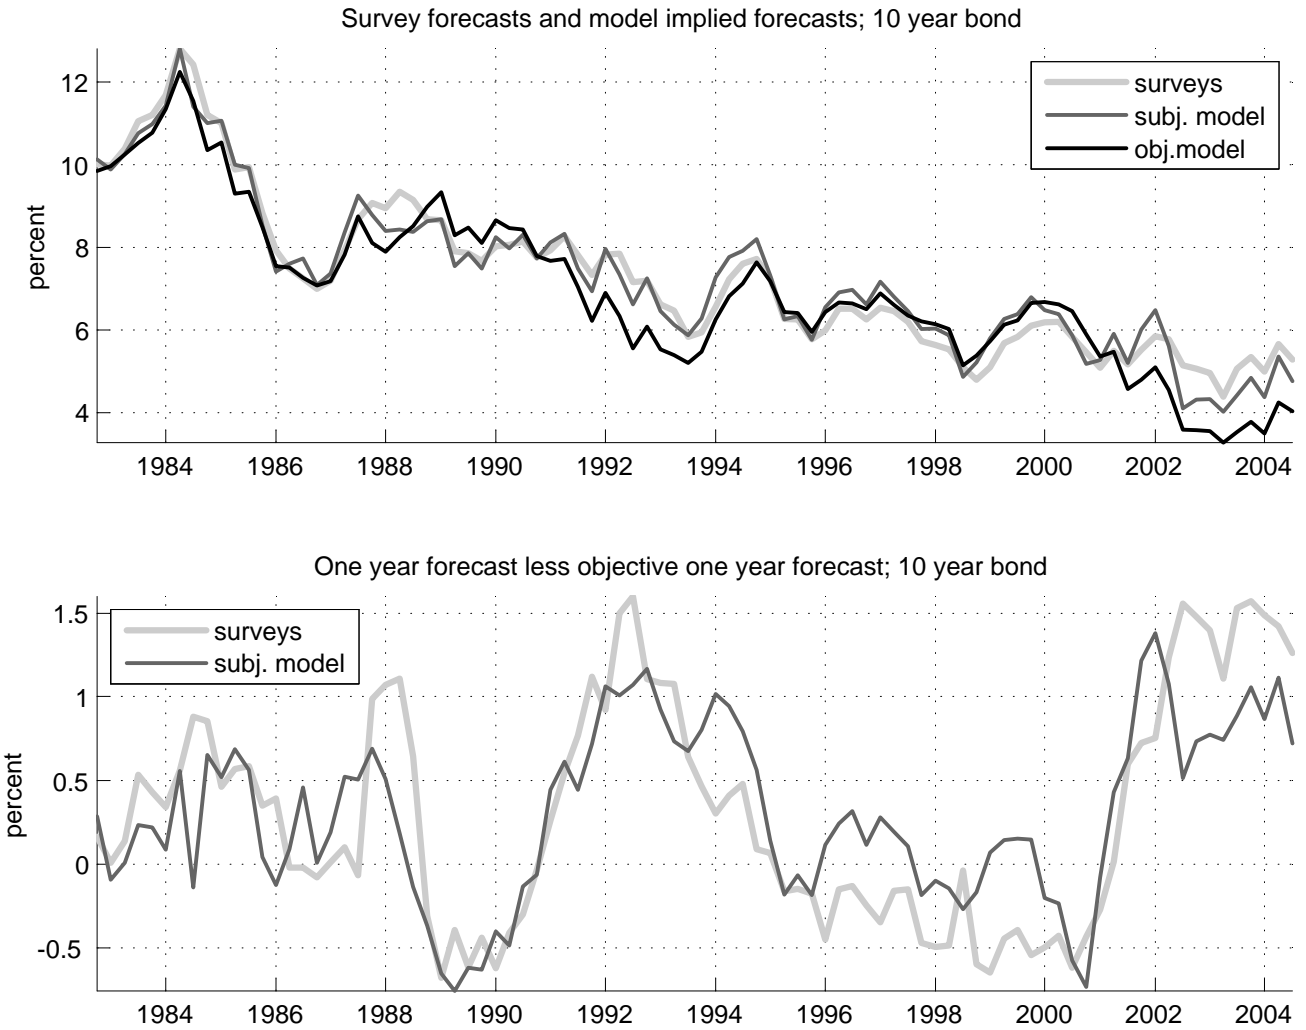 Survey forecasts and model implied forecasts; 10 year bond
percent
12
10
8
6
4
surveys
subj. model
obj.model
1984 1986 1988 1990 1992 1994 1996 1998 2000 2002 2004
One year forecast less objective one year forecast; 10 year bond
percent
1.5
1
0.5
0
-0.5
surveys
subj. model
1984 1986 1988 1990 1992 1994 1996 1998 2000 2002 2004